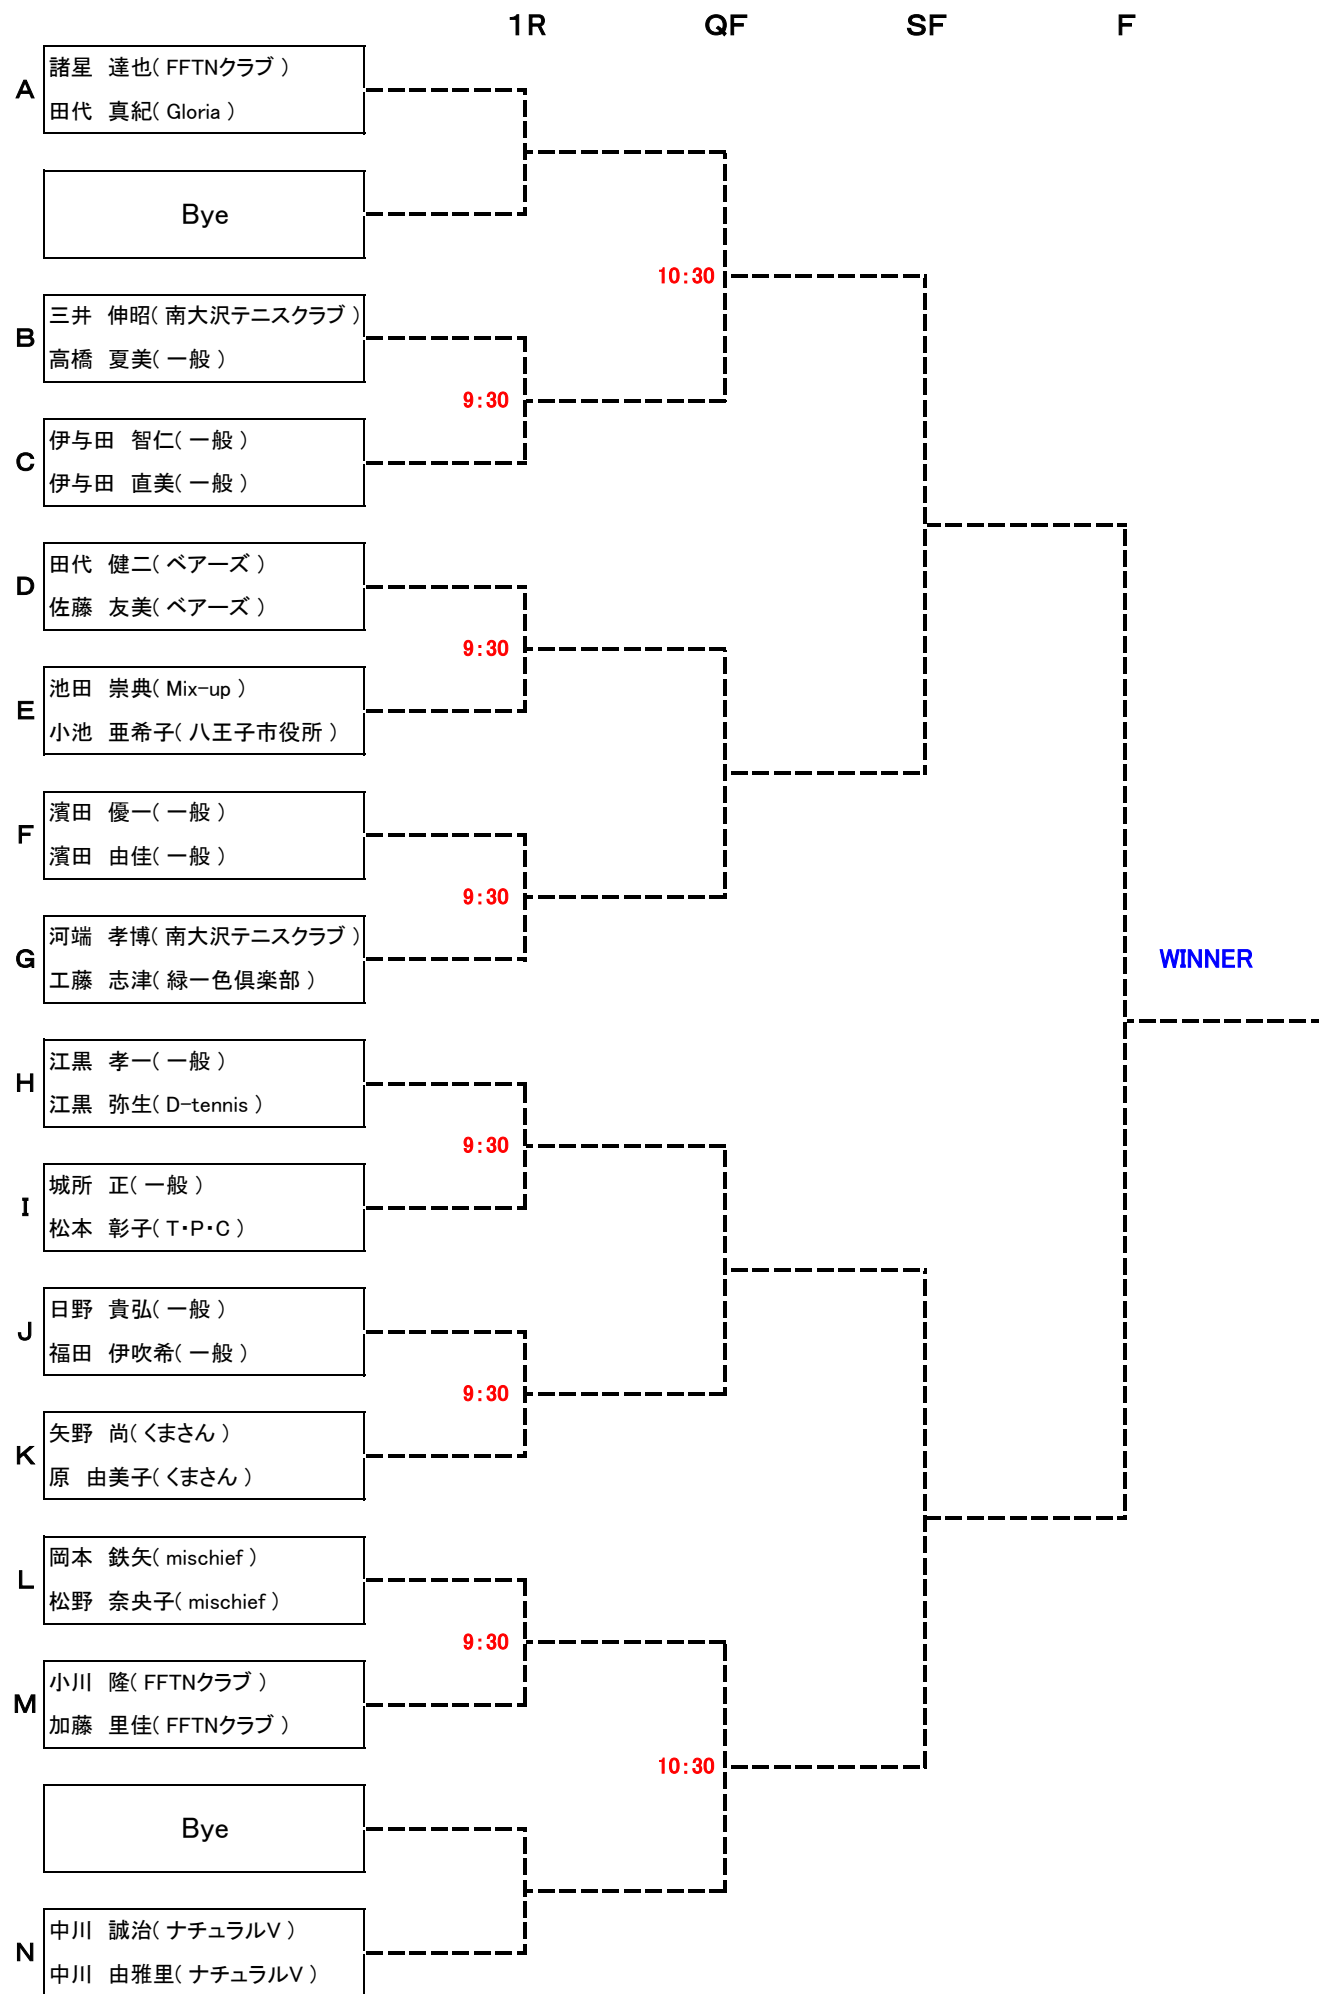 1R QF SF F
A
諸星 達也( FFTNクラブ )
田代 真紀( Gloria )
Bye
10:30
B
三井 伸昭( 南大沢テニスクラブ )
高橋 夏美( 一般 )
9:30
C
伊与田 智仁( 一般 )
伊与田 直美( 一般 )
D
田代 健二( ベアーズ )
佐藤 友美( ベアーズ )
9:30
E
池田 崇典( Mix-up )
小池 亜希子( 八王子市役所 )
F
濱田 優一( 一般 )
濱田 由佳( 一般 )
9:30
G
河端 孝博( 南大沢テニスクラブ )
工藤 志津( 緑一色倶楽部 )
WINNER
H
江黒 孝一( 一般 )
江黒 弥生( D-tennis )
9:30
I
城所 正( 一般 )
松本 彰子( T・P・C )
J
日野 貴弘( 一般 )
福田 伊吹希( 一般 )
9:30
K
矢野 尚( くまさん )
原 由美子( くまさん )
L
岡本 鉄矢( mischief )
松野 奈央子( mischief )
9:30
M
小川 隆( FFTNクラブ )
加藤 里佳( FFTNクラブ )
10:30
Bye
N
中川 誠治( ナチュラルV )
中川 由雅里( ナチュラルV )